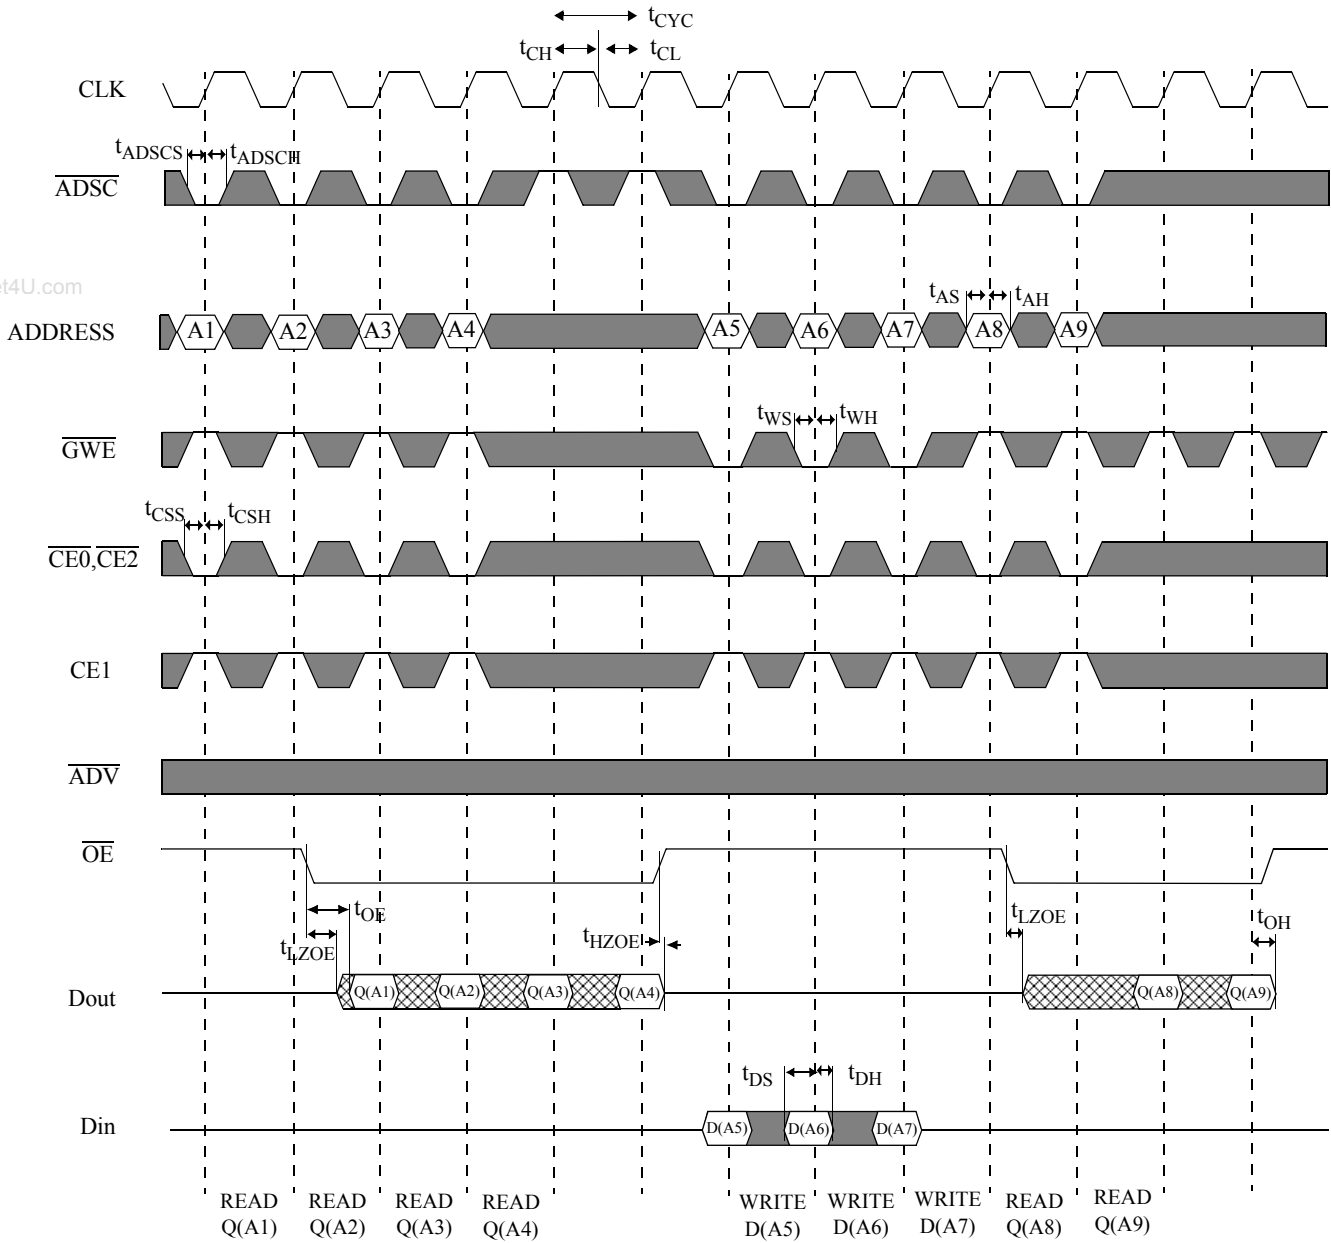 tCYC
tCH tCL
CLK
tADSCS tADSCH
ADSC
et4U.com
tAS tAH
ADDRESS A1 A2 A3 A4 A5 A6 A7 A8 A9
tWS tWH
GWE
tCSS tCSH
CE0,CE2
CE1
ADV
OE
tOE tLZOE tOH
tLZOE tHZOE
Dout Q(A1) Q(A2) Q(A3) Q(A4) Q(A8) Q(A9)
tDS tDH
Din D(A5) D(A6) D(A7)
READ READ READ READ WRITE WRITE WRITE READ READ
Q(A1) Q(A2) Q(A3) Q(A4) D(A5) D(A6) D(A7) Q(A8) Q(A9)